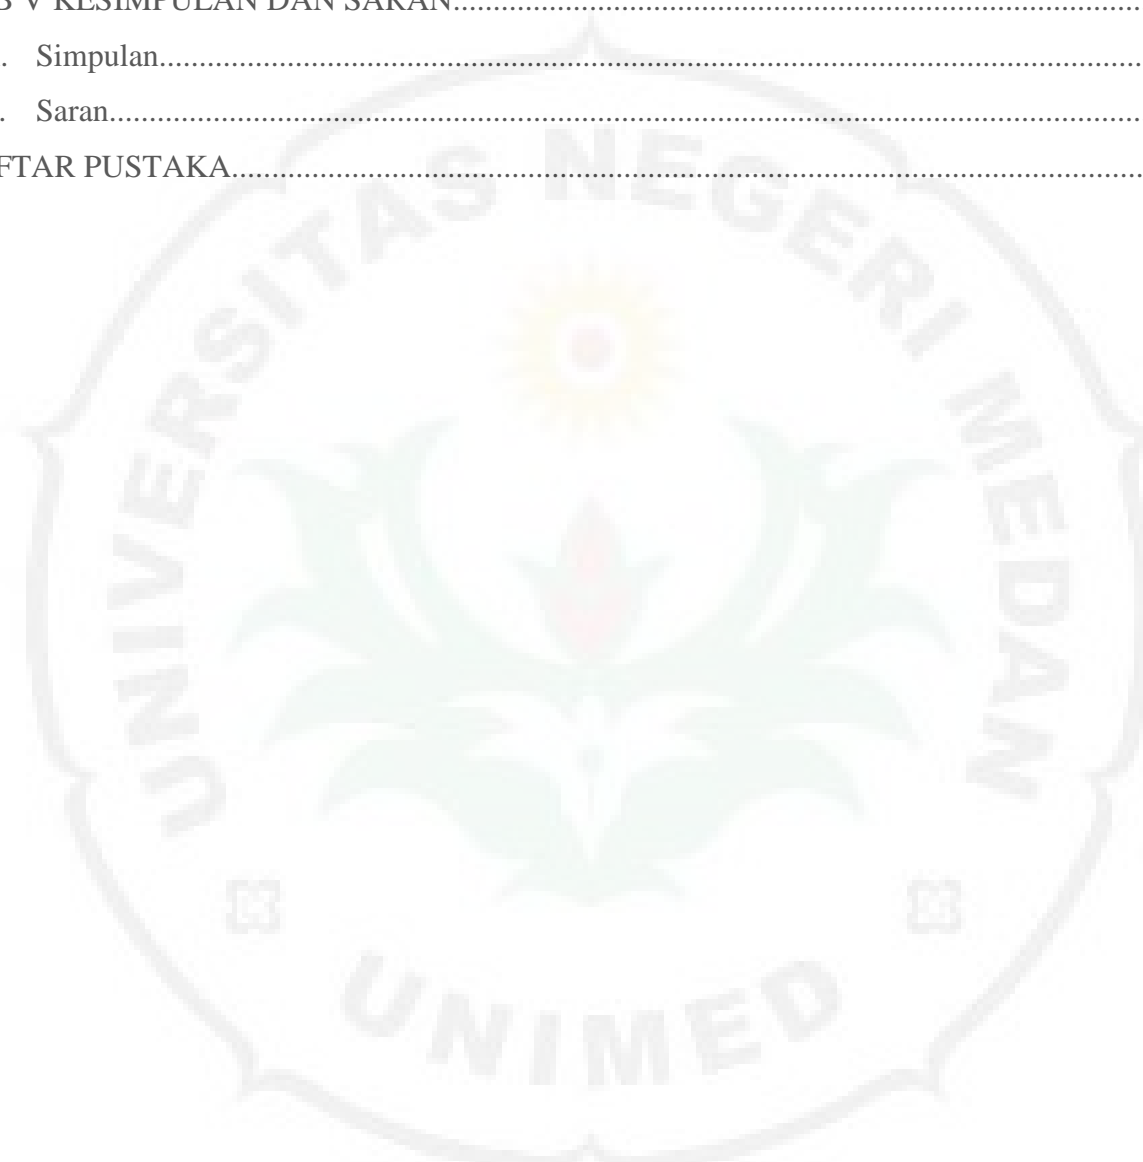 B V KESIMPULAN DAN SARAN..........................................................................................
. Simpulan..........................................................................................................................
. Saran.................................................................................................................................
FTAR PUSTAKA..................................................................................................................
UNIVERSITAS NEGERI MEDAN
UNIMED